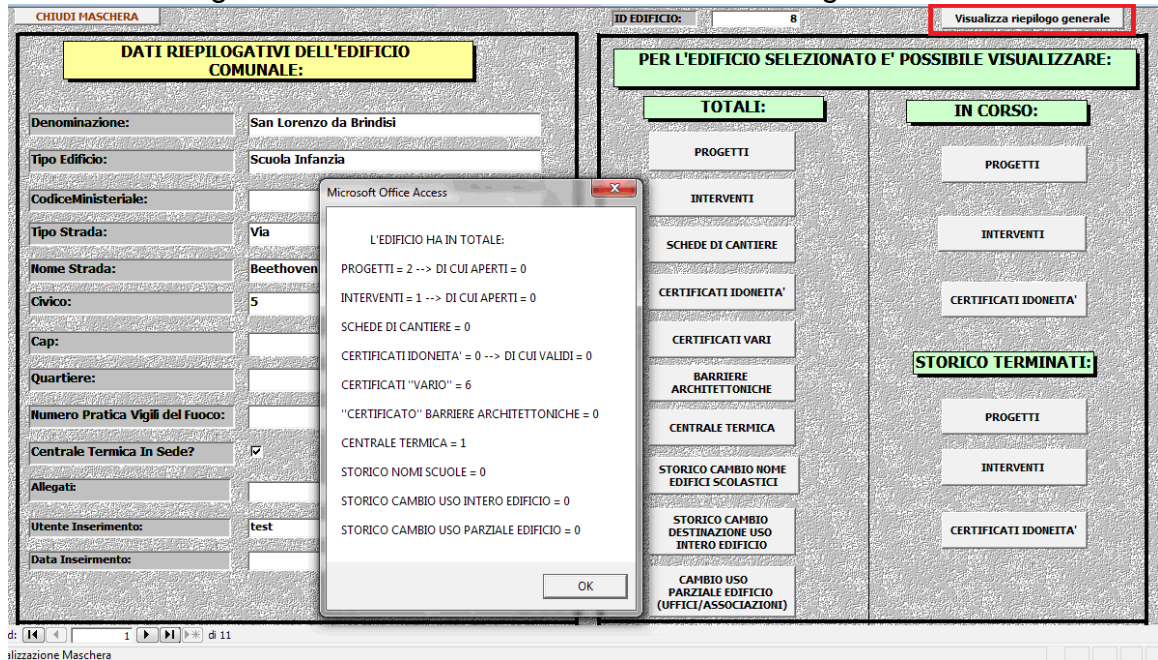 CHIUDI MASCHERA
ID EDIFICIO: 8
Visualizza riepilogo generale
DATI RIEPILOGATIVI DELL'EDIFICIO
COMUNALE:
Denominazione: San Lorenzo da Brindisi
Tipo Edificio: Scuola Infanzia
CodiceMinisteriale:
Tipo Strada: Via
Nome Strada: Beethoven
Civico: 5
Cap:
Quartiere:
Numero Pratica Vigili del Fuoco:
Centrale Termica In Sede?
Allegati:
Utente Inserimento: test
Data Inseirmento:
Microsoft Office Access
L'EDIFICIO HA IN TOTALE:
PROGETTI = 2 --> DI CUI APERTI = 0
INTERVENTI = 1 --> DI CUI APERTI = 0
SCHEDE DI CANTIERE = 0
CERTIFICATI IDONEITA' = 0 --> DI CUI VALIDI = 0
CERTIFICATI "VARIO" = 6
"CERTIFICATO" BARRIERE ARCHITETTONICHE = 0
CENTRALE TERMICA = 1
STORICO NOMI SCUOLE = 0
STORICO CAMBIO USO INTERO EDIFICIO = 0
STORICO CAMBIO USO PARZIALE EDIFICIO = 0
OK
PER L'EDIFICIO SELEZIONATO E' POSSIBILE VISUALIZZARE:
TOTALI:
PROGETTI
INTERVENTI
SCHEDE DI CANTIERE
CERTIFICATI IDONEITA'
CERTIFICATI VARI
BARRIERE
ARCHITETTONICHE
CENTRALE TERMICA
STORICO CAMBIO NOME
EDIFICI SCOLASTICI
STORICO CAMBIO
DESTINAZIONE USO
INTERO EDIFICIO
CAMBIO USO
PARZIALE EDIFICIO
(UFFICI/ASSOCIAZIONI)
IN CORSO:
PROGETTI
INTERVENTI
CERTIFICATI IDONEITA'
STORICO TERMINATI:
PROGETTI
INTERVENTI
CERTIFICATI IDONEITA'
d: 1 di 11
alizzazione Maschera